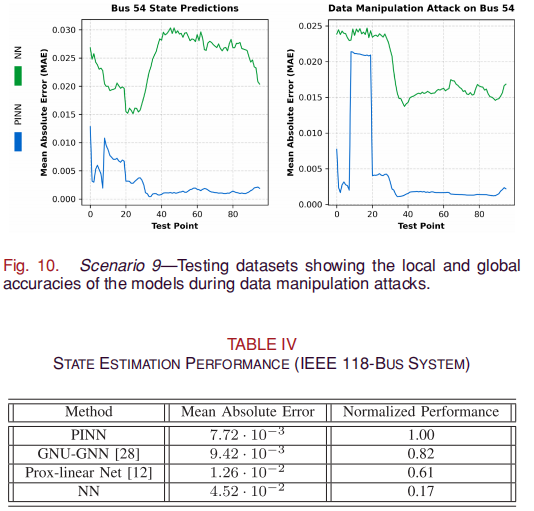 Bus 54 State Predictions
Data Manipulation Attack on Bus 54
NN
PINN
Mean Absolute Error (MAE)
0.030
0.025
0.020
0.015
0.010
0.005
0.000
0 20 40 60 80
Test Point
Mean Absolute Error (MAE)
0.025
0.020
0.015
0.010
0.005
0.000
0 20 40 60 80
Test Point
Fig. 10. Scenario 9—Testing datasets showing the local and global
accuracies of the models during data manipulation attacks.
TABLE IV
STATE ESTIMATION PERFORMANCE (IEEE 118-BUS SYSTEM)
Method Mean Absolute Error Normalized Performance
PINN 7.72 · 10⁻³ 1.00
GNU-GNN [28] 9.42 · 10⁻³ 0.82
Prox-linear Net [12] 1.26 · 10⁻² 0.61
NN 4.52 · 10⁻² 0.17